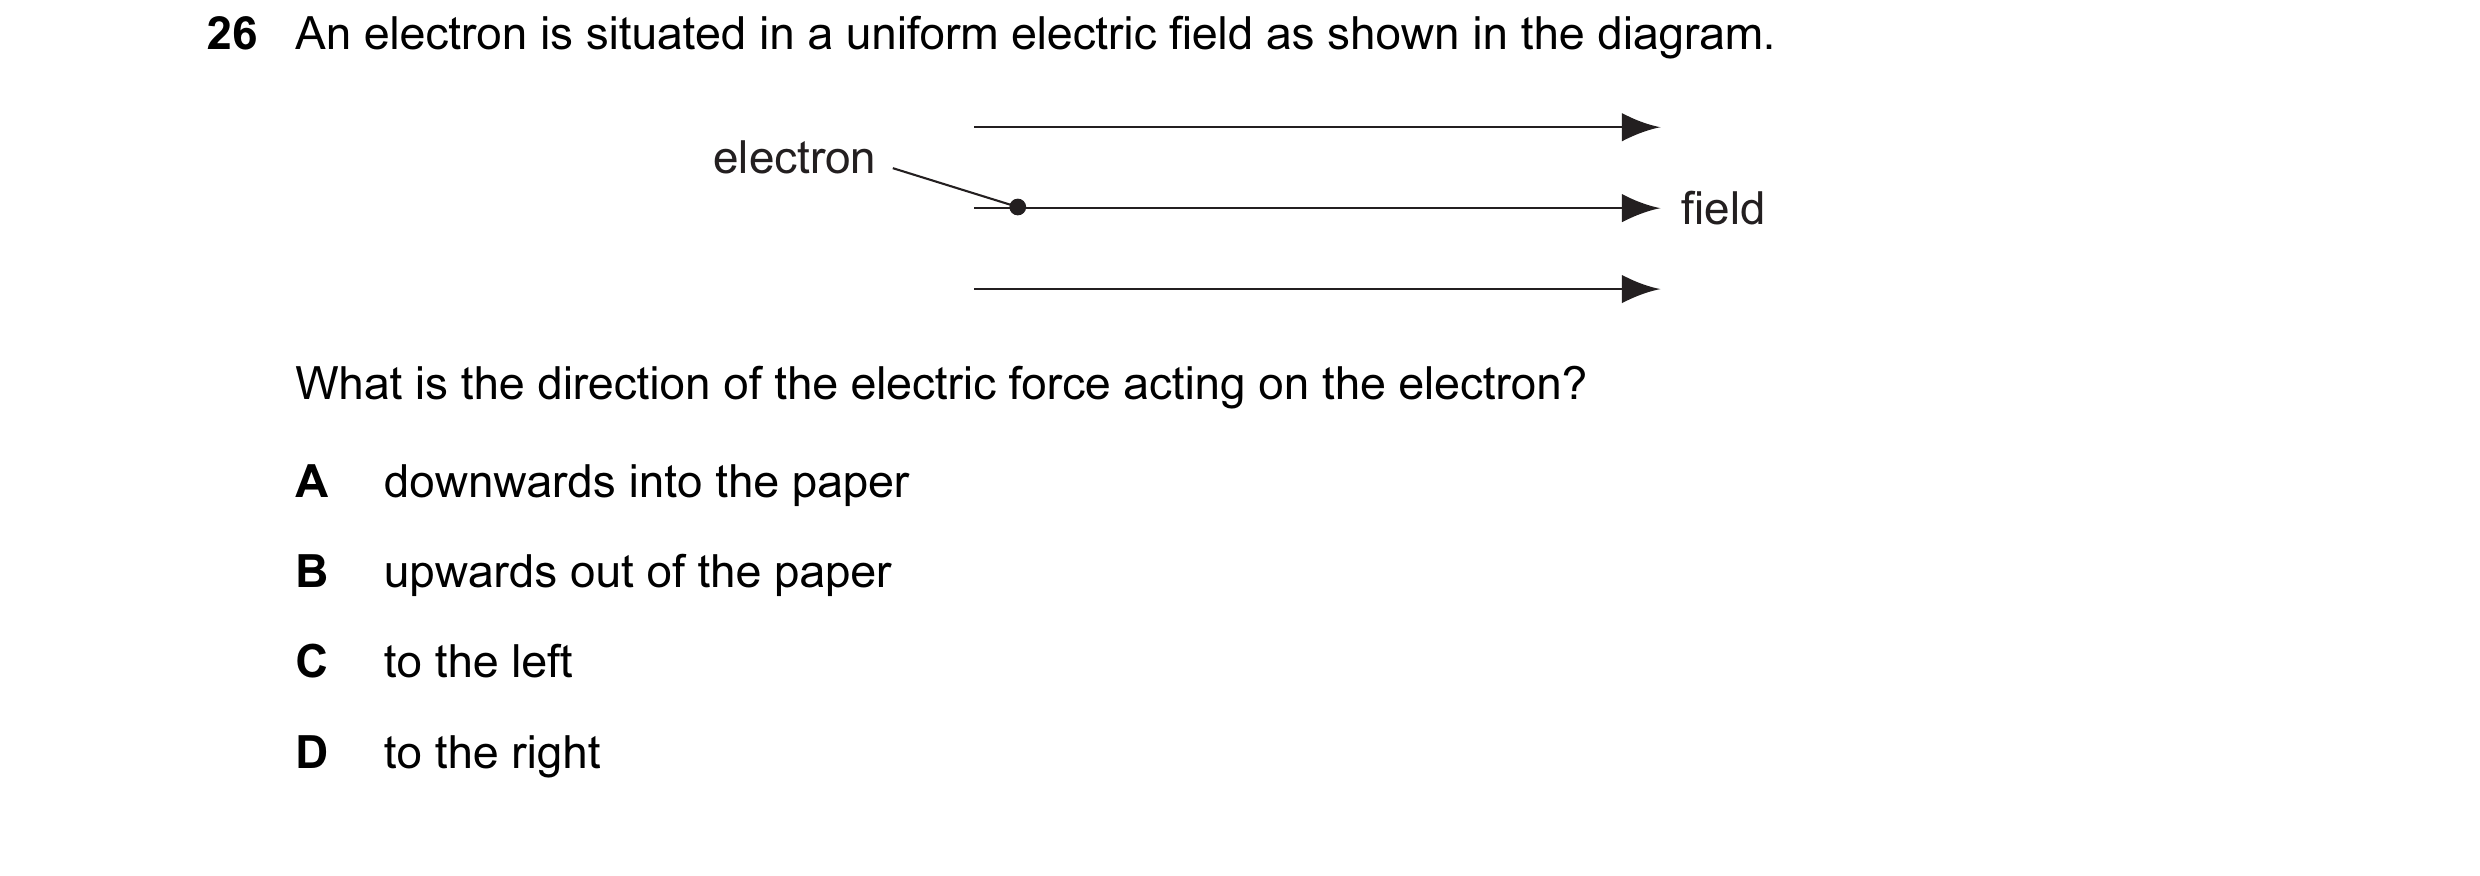 26 An electron is situated in a uniform electric field as shown in the diagram.
electron
field
What is the direction of the electric force acting on the electron?
A downwards into the paper
B upwards out of the paper
C to the left
D to the right